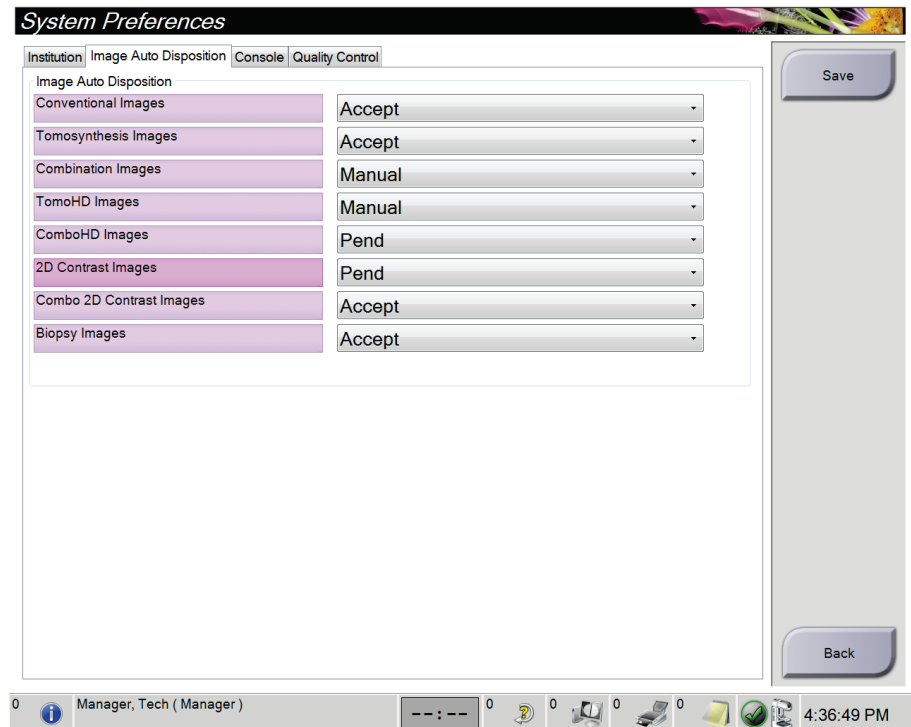 System Preferences
Institution Image Auto Disposition Console Quality Control
Save
Image Auto Disposition
Conventional Images Accept
Tomosynthesis Images Accept
Combination Images Manual
TomoHD Images Manual
ComboHD Images Pend
2D Contrast Images Pend
Combo 2D Contrast Images Accept
Biopsy Images Accept
Back
0 Manager, Tech ( Manager ) --:-- 0 0 0 0 4:36:49 PM